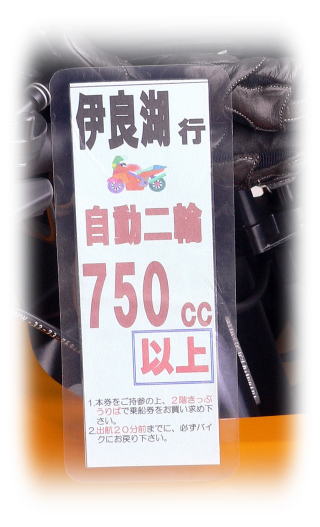 伊良湖 行
自動二輪
750 cc
以上
1.本券をご持参の上、2階きっぷ
うりばで乗船券をお買い求め下
さい。
2.出航20分前までに、必ずバイ
クにお戻り下さい。